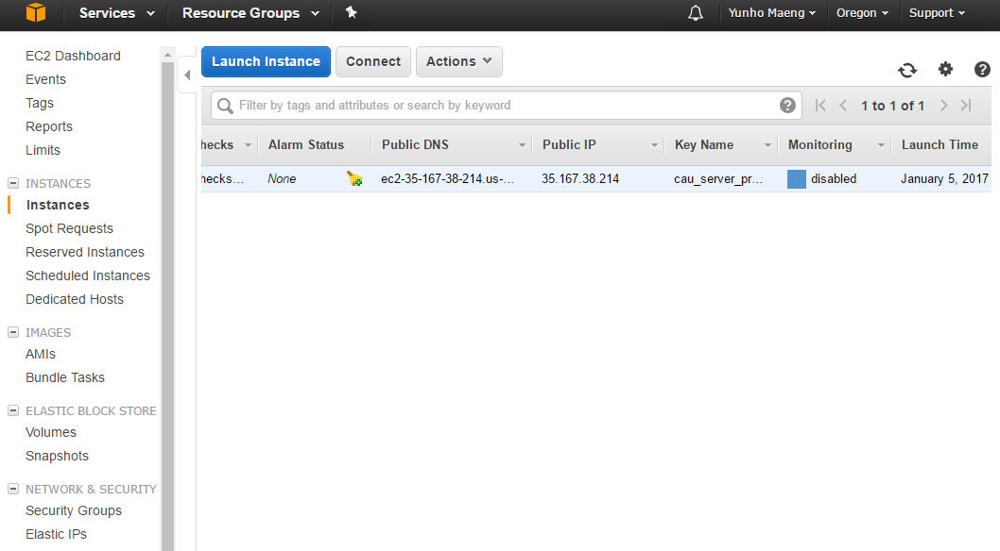 Services Resource Groups Yunho Maeng Oregon Support
EC2 Dashboard
Events
Tags
Reports
Limits
INSTANCES
Instances
Spot Requests
Reserved Instances
Scheduled Instances
Dedicated Hosts
IMAGES
AMIs
Bundle Tasks
ELASTIC BLOCK STORE
Volumes
Snapshots
NETWORK & SECURITY
Security Groups
Elastic IPs
Launch Instance Connect Actions
Filter by tags and attributes or search by keyword 1 to 1 of 1
hecks Alarm Status Public DNS Public IP Key Name Monitoring Launch Time
hecks... None ec2-35-167-38-214.us-... 35.167.38.214 cau_server_pr... disabled January 5, 2017